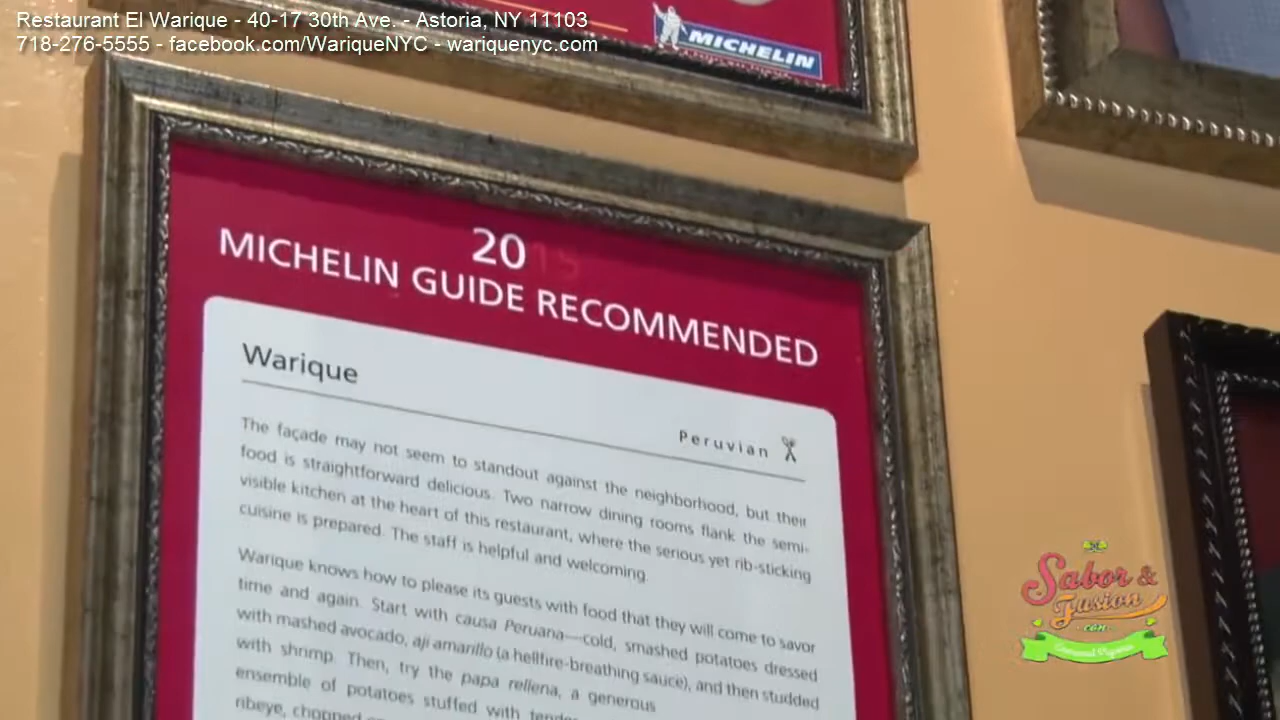 Restaurant El Warique - 40-17 30th Ave. - Astoria, NY 11103
718-276-5555 - facebook.com/WariqueNYC - wariquenyc.com
MICHELIN
2015
MICHELIN GUIDE RECOMMENDED
Warique
Peruvian
The façade may not seem to standout against the neighborhood, but their
food is straightforward delicious. Two narrow dining rooms flank the semi-
visible kitchen at the heart of this restaurant, where the serious yet rib-sticking
cuisine is prepared. The staff is helpful and welcoming.
Warique knows how to please its guests with food that they will come to savor
time and again. Start with causa Peruana—cold, smashed potatoes dressed
with mashed avocado, aji amarillo (a hellfire-breathing sauce), and then studded
with shrimp. Then, try the papa rellena, a generous
ensemble of potatoes stuffed with
ribeye, chopped
Sabor &
Fusion
con